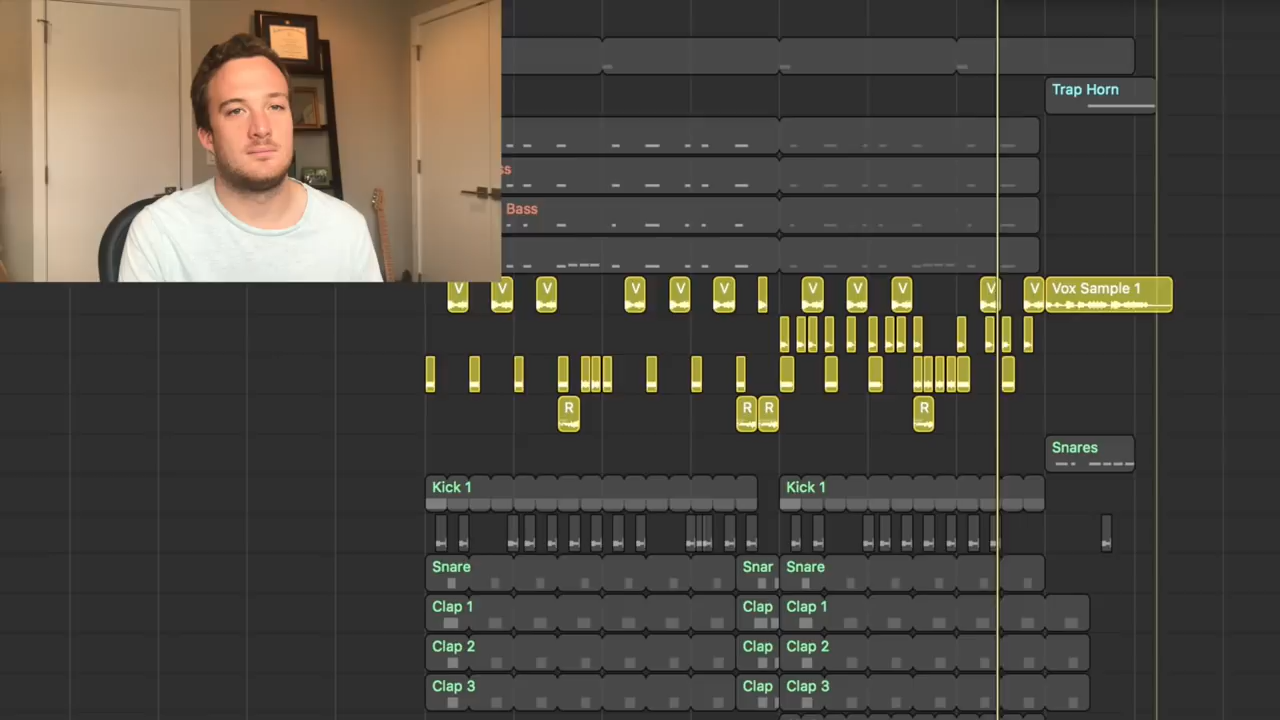 Trap Horn
ss
Bass
V V V V V V V V V V V Vox Sample 1
R R R R
Snares
Kick 1 Kick 1
Snare Snar Snare
Clap 1 Clap Clap 1
Clap 2 Clap Clap 2
Clap 3 Clap Clap 3